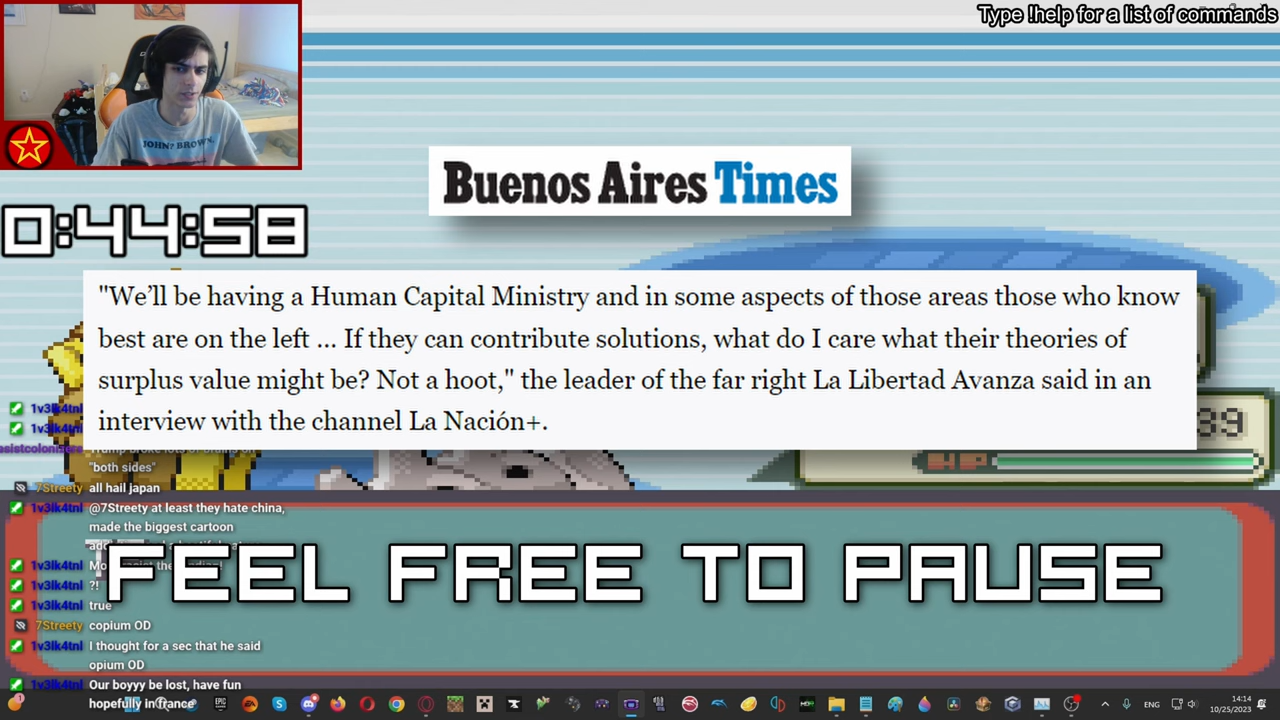 Type !help for a list of commands
JOHN? BROWN.
Buenos Aires Times
0:44:58
"We'll be having a Human Capital Ministry and in some aspects of those areas those who know
best are on the left ... If they can contribute solutions, what do I care what their theories of
surplus value might be? Not a hoot," the leader of the far right La Libertad Avanza said in an
interview with the channel La Nación+.
1v3lk4tnl
1v3lk4tnl
39
HP
"both sides"
7Streety all hail japan
1v3lk4tnl @7Streety at least they hate china,
made the biggest cartoon
FEEL FREE TO PAUSE
1v3lk4tnl
1v3lk4tnl ?!
1v3lk4tnl true
7Streety copium OD
1v3lk4tnl I thought for a sec that he said
opium OD
1v3lk4tnl Our boyyy be lost, have fun
hopefully in france
ENG
14:14
10/25/2023